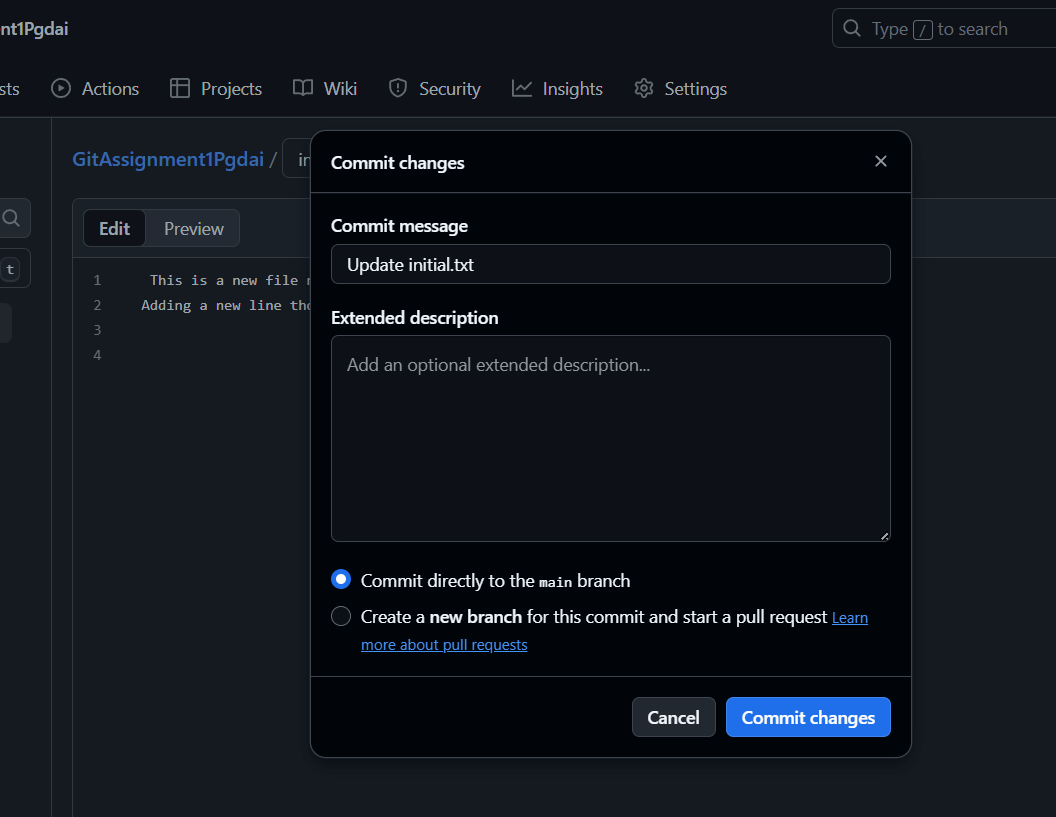 nt1Pgdai
Type / to search
sts Actions Projects Wiki Security Insights Settings
GitAssignment1Pgdai / in
Edit Preview
t
1 This is a new file
2 Adding a new line tho
3
4
Commit changes
Commit message
Update initial.txt
Extended description
Add an optional extended description...
Commit directly to the main branch
Create a new branch for this commit and start a pull request Learn
more about pull requests
Cancel Commit changes